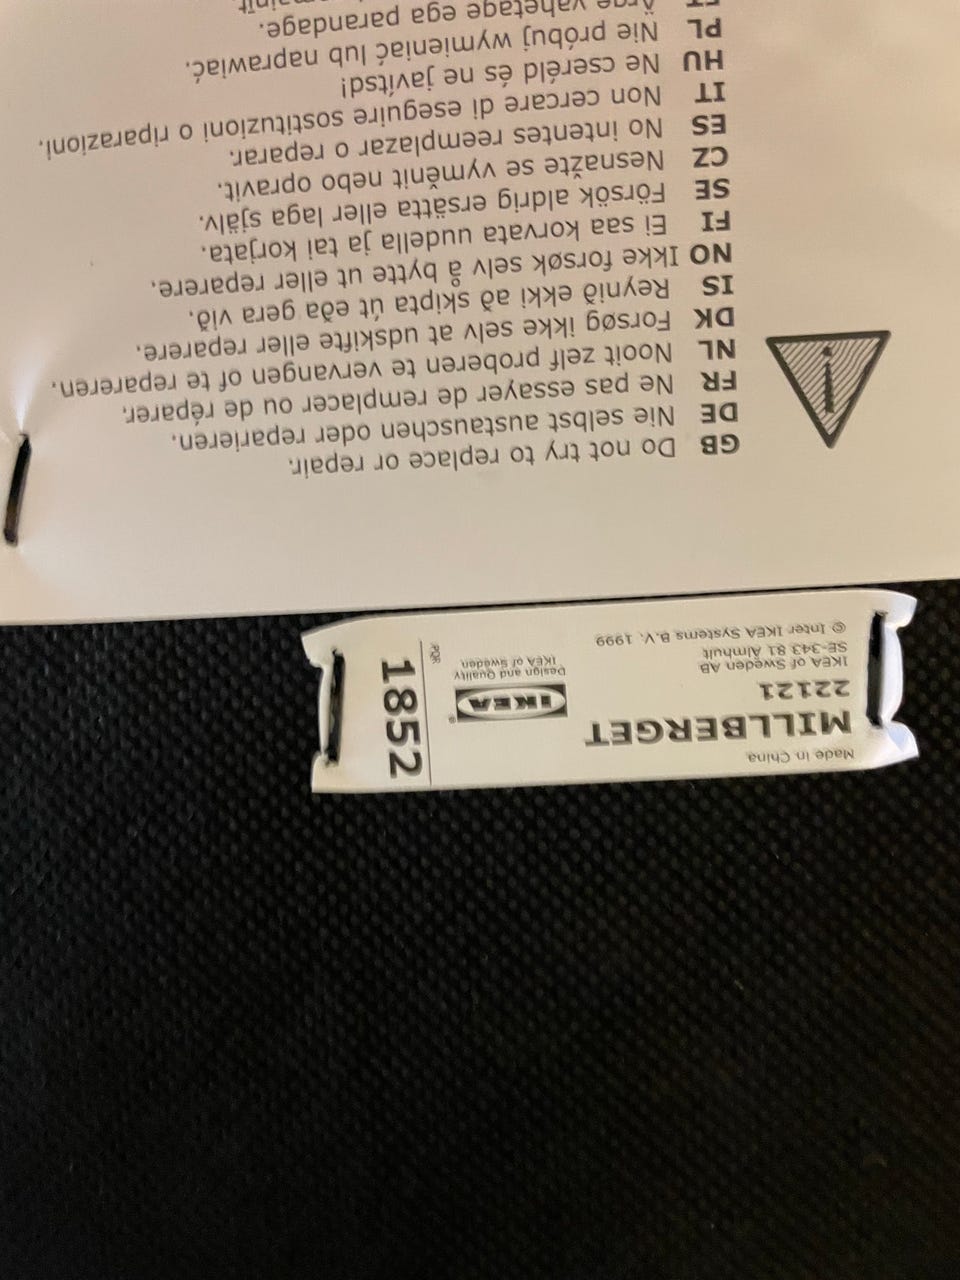 GB Do not try to replace or repair.
DE Nie selbst austauschen oder reparieren.
FR Ne pas essayer de remplacer ou de réparer.
NL Nooit zelf proberen te vervangen of te repareren.
DK Forsøg ikke selv at udskifte eller reparere.
IS Reynið ekki að skipta út eða gera við.
NO Ikke forsøk selv å bytte ut eller reparere.
FI Ei saa korvata uudella ja tai korjata.
SE Försök aldrig ersätta eller laga själv.
CZ Nesnažte se vyměnit nebo opravit.
ES No intentes reemplazar o reparar.
IT Non cercare di eseguire sostituzioni o riparazioni.
HU Ne cseréld és ne javítsd!
PL Nie próbuj wymieniać lub naprawiać.
vahetage ega parandage.
Made in China
MILLBERGET
22121
IKEA of Sweden AB
SE-343 81 Älmhult
© Inter IKEA Systems B.V. 1999
IKEA®
Design and Quality
IKEA of Sweden
1852